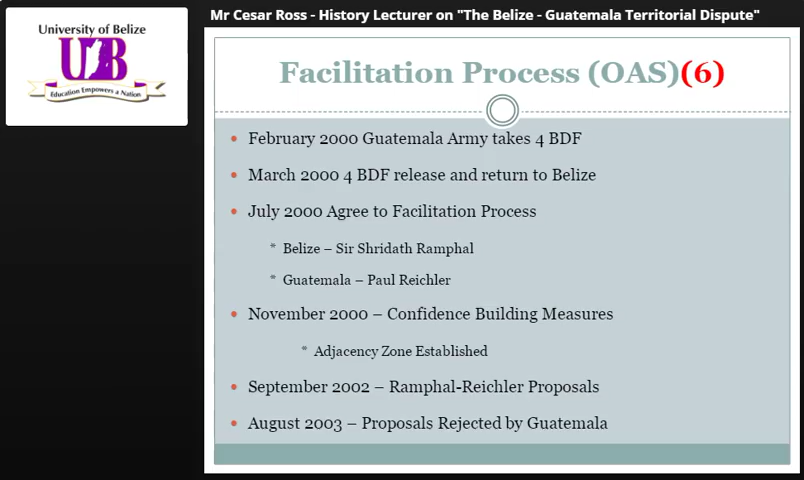 Mr Cesar Ross - History Lecturer on "The Belize - Guatemala Territorial Dispute"
University of Belize
UB
Education Empowers a Nation
Facilitation Process (OAS)(6)
• February 2000 Guatemala Army takes 4 BDF
• March 2000 4 BDF release and return to Belize
• July 2000 Agree to Facilitation Process
* Belize – Sir Shridath Ramphal
* Guatemala – Paul Reichler
• November 2000 – Confidence Building Measures
* Adjacency Zone Established
• September 2002 – Ramphal-Reichler Proposals
• August 2003 – Proposals Rejected by Guatemala